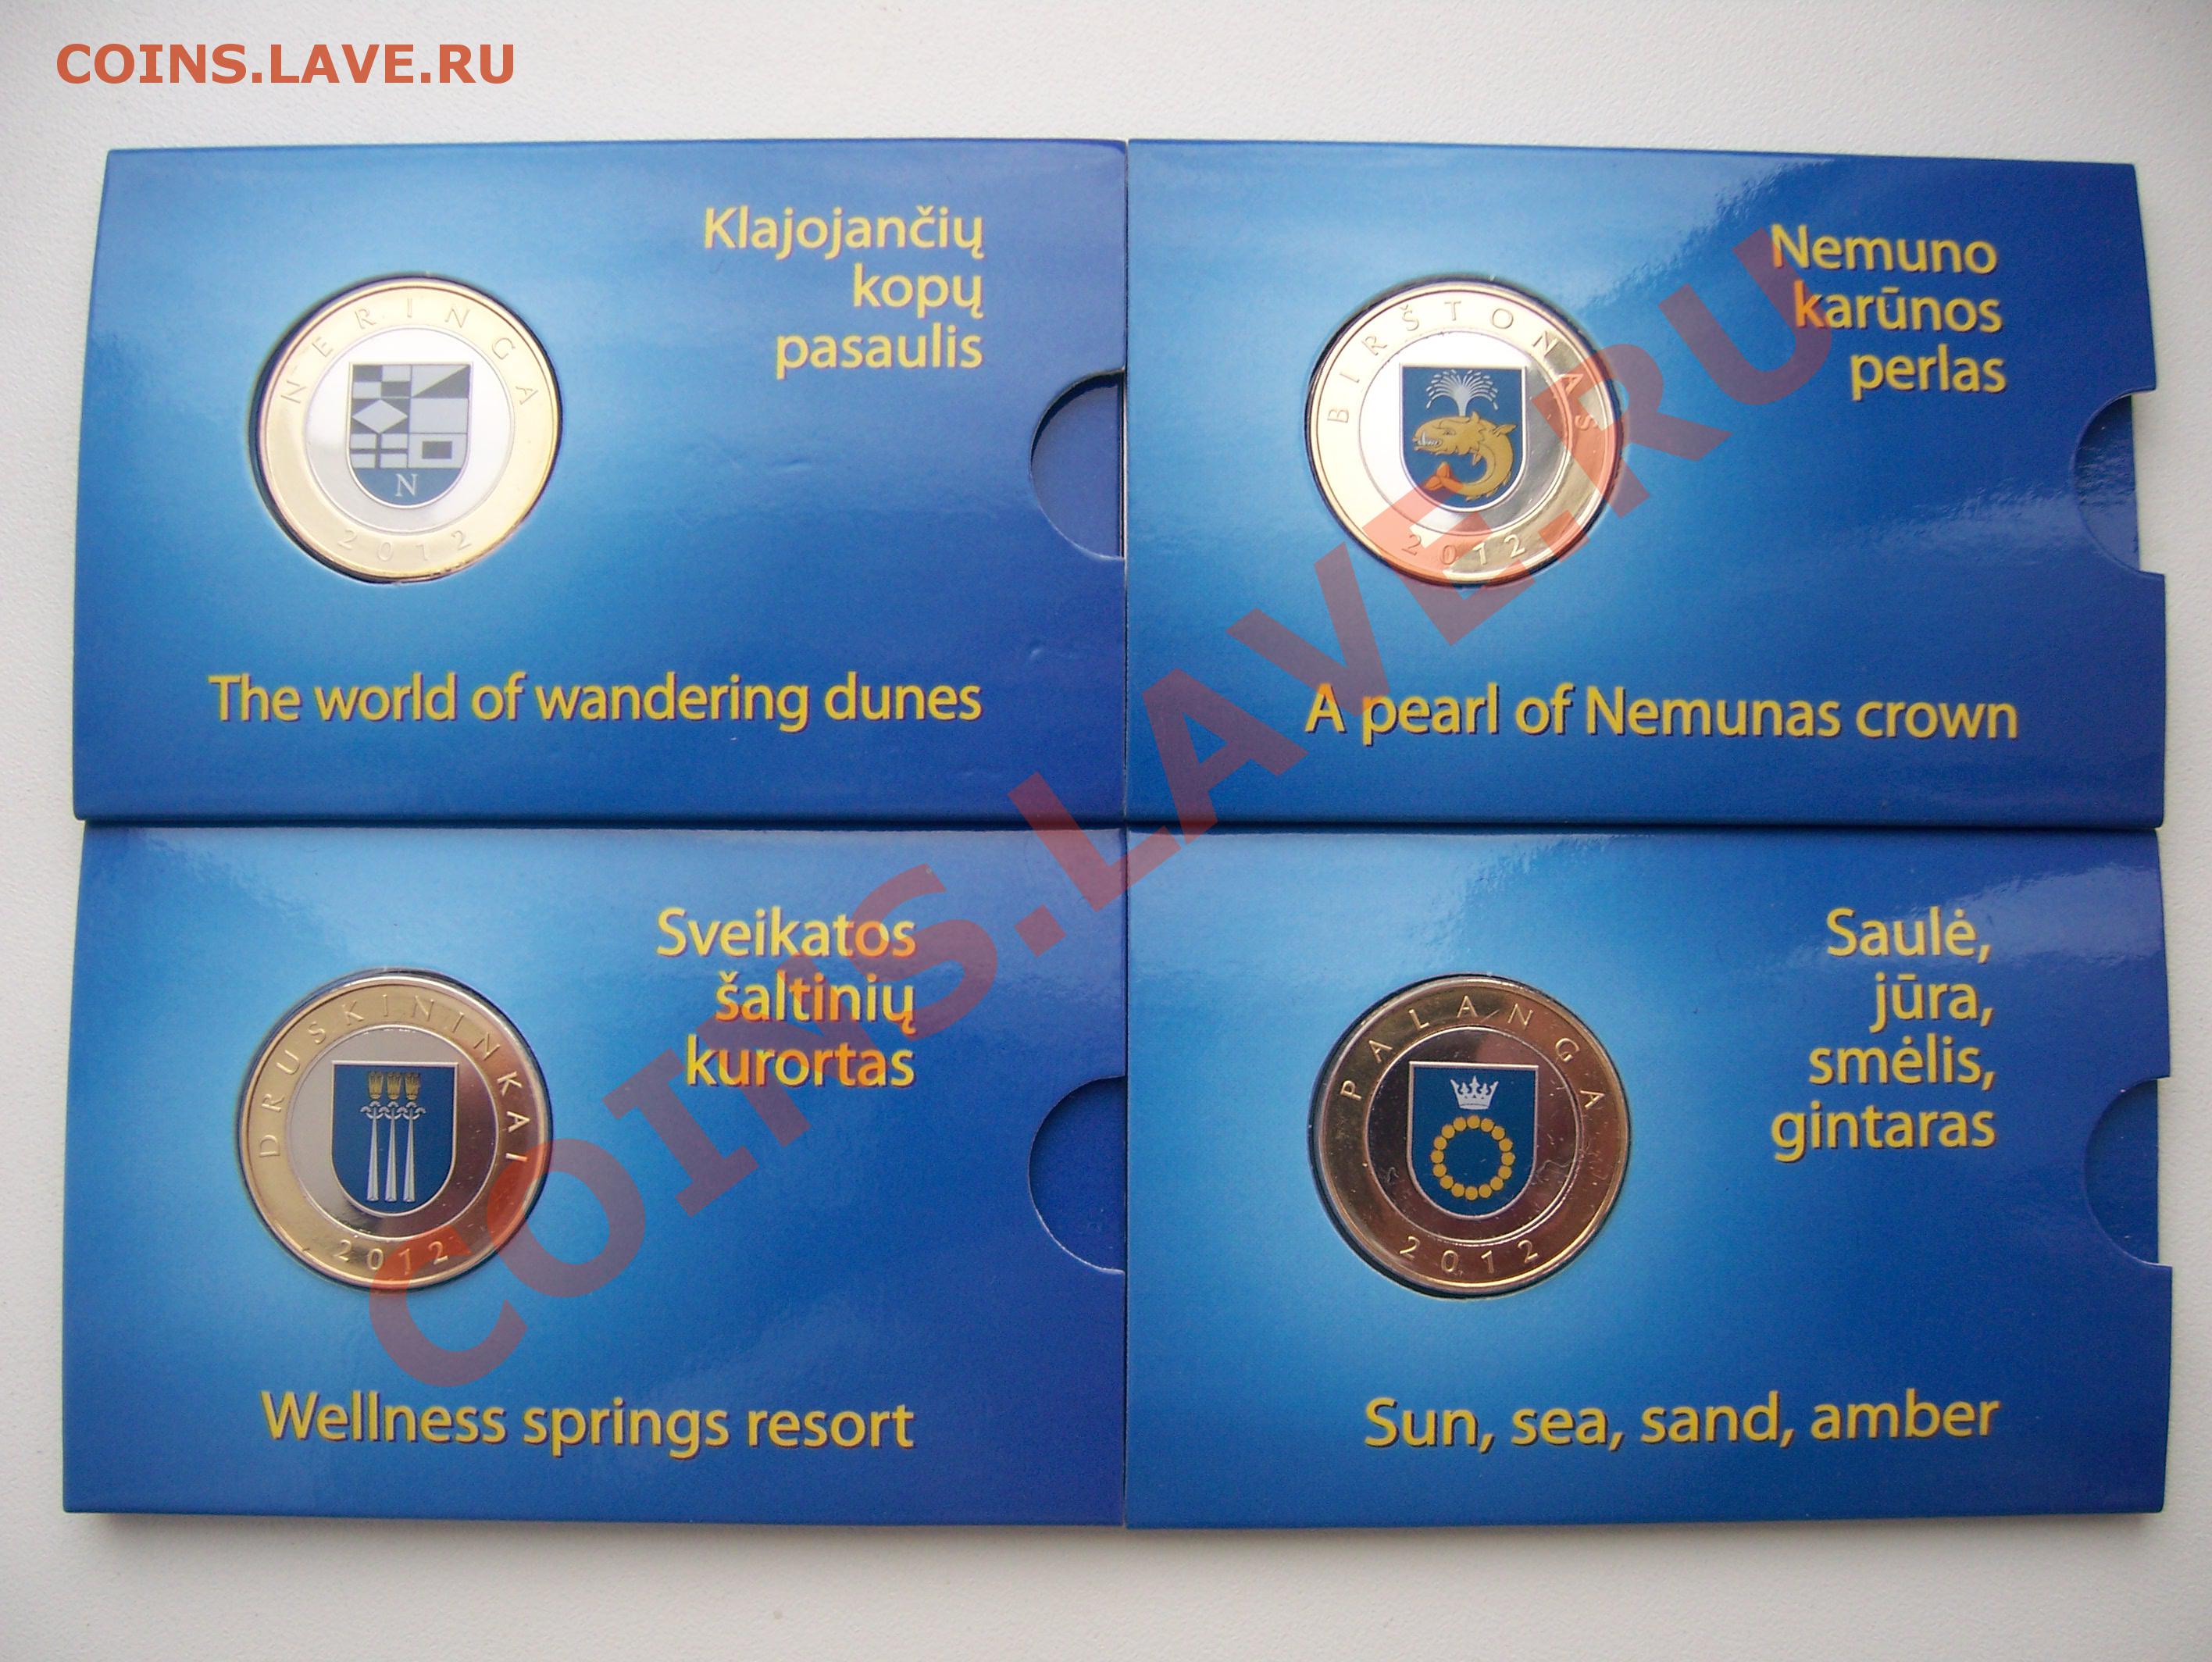 COINS.LAVE.RU
Klajojančių
kopų
pasaulis
NERINGA
N
2012
The world of wandering dunes
Nemuno
karūnos
perlas
BIRŠTONAS
2012
A pearl of Nemunas crown
Sveikatos
šaltinių
kurortas
DRUSKININKAI
2012
Wellness springs resort
Saulė,
jūra,
smėlis,
gintaras
PALANGA
2012
Sun, sea, sand, amber
COINS.LAVE.RU